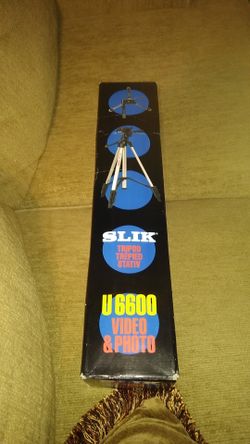 SLIK
TRIPOD
TRÉPIED
STATIV
U 6600
VIDEO
& PHOTO